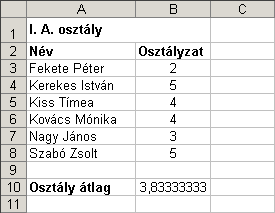 A B C
1 I. A. osztály
2 Név Osztályzat
3 Fekete Péter 2
4 Kerekes István 5
5 Kiss Tímea 4
6 Kovács Mónika 4
7 Nagy János 3
8 Szabó Zsolt 5
9
10 Osztály átlag 3,83333333
11